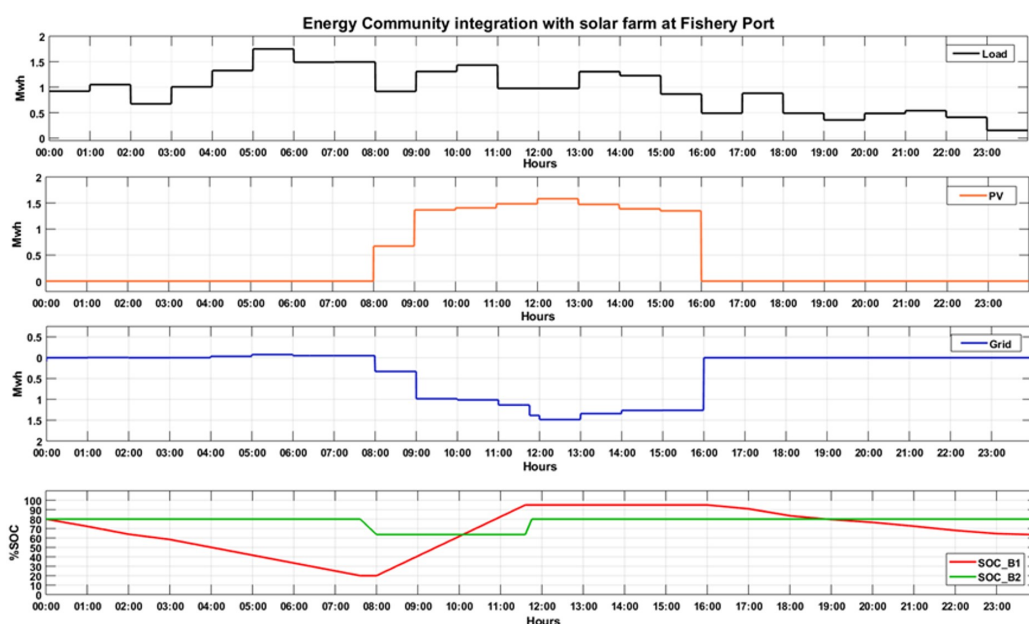 Energy Community integration with solar farm at Fishery Port
2
1.5
1
0.5
0
Mwh
Load
00:00 01:00 02:00 03:00 04:00 05:00 06:00 07:00 08:00 09:00 10:00 11:00 12:00 13:00 14:00 15:00 16:00 17:00 18:00 19:00 20:00 21:00 22:00 23:00
Hours
2
1.5
1
0.5
0
Mwh
PV
00:00 01:00 02:00 03:00 04:00 05:00 06:00 07:00 08:00 09:00 10:00 11:00 12:00 13:00 14:00 15:00 16:00 17:00 18:00 19:00 20:00 21:00 22:00 23:00
Hours
0.5
0
0.5
1
1.5
2
Mwh
Grid
00:00 01:00 02:00 03:00 04:00 05:00 06:00 07:00 08:00 09:00 10:00 11:00 12:00 13:00 14:00 15:00 16:00 17:00 18:00 19:00 20:00 21:00 22:00 23:00
Hours
100
90
80
70
60
50
40
30
20
10
0
%SOC
SOC_B1
SOC_B2
00:00 01:00 02:00 03:00 04:00 05:00 06:00 07:00 08:00 09:00 10:00 11:00 12:00 13:00 14:00 15:00 16:00 17:00 18:00 19:00 20:00 21:00 22:00 23:00
Hours